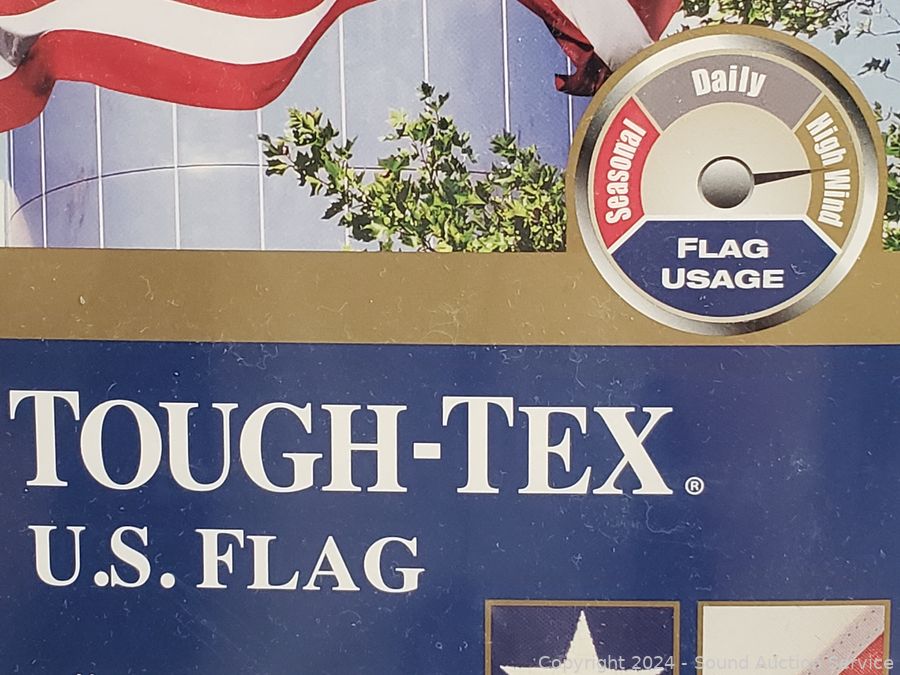 Seasonal
Daily
High Wind
FLAG
USAGE
TOUGH-TEX®
U.S. FLAG
Copyright 2024 - Sound Auction Service